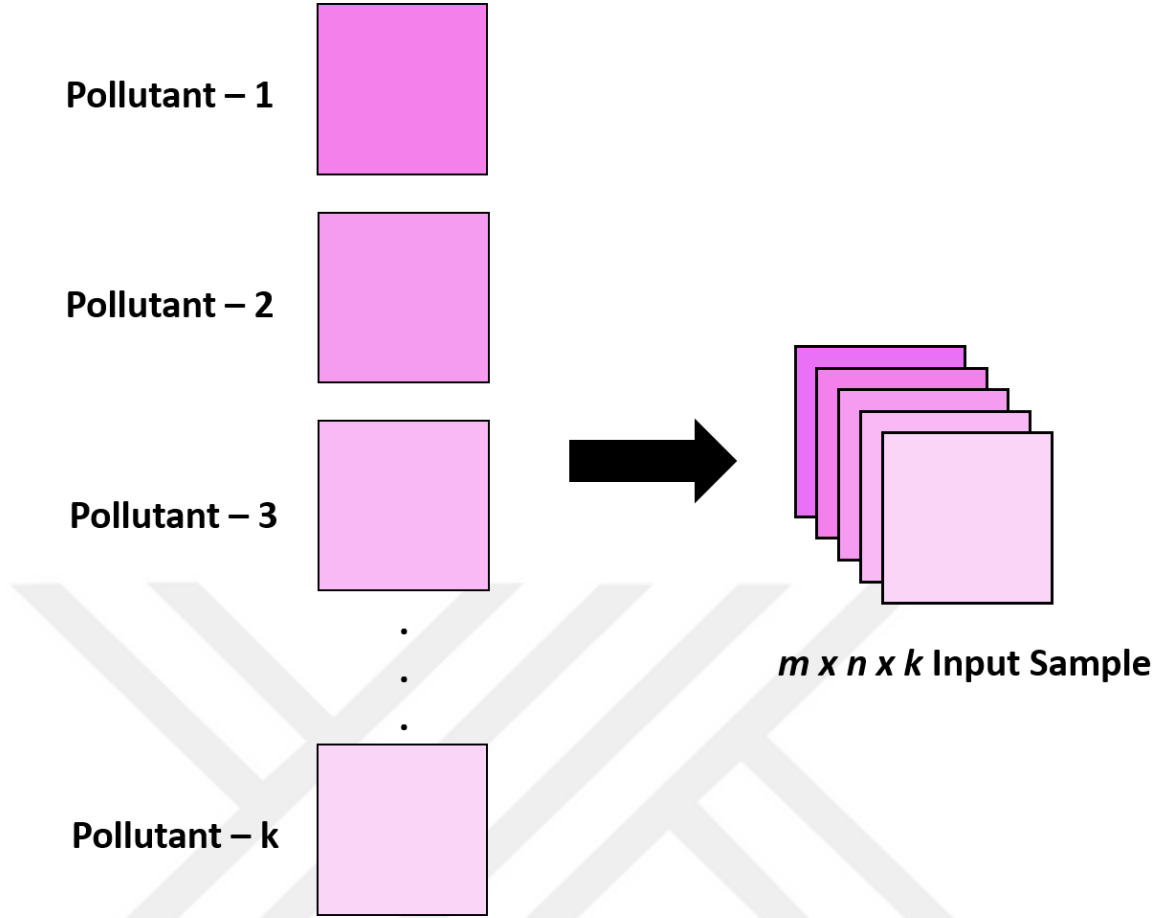 Pollutant – 1
Pollutant – 2
Pollutant – 3
.
.
.
Pollutant – k
m x n x k Input Sample